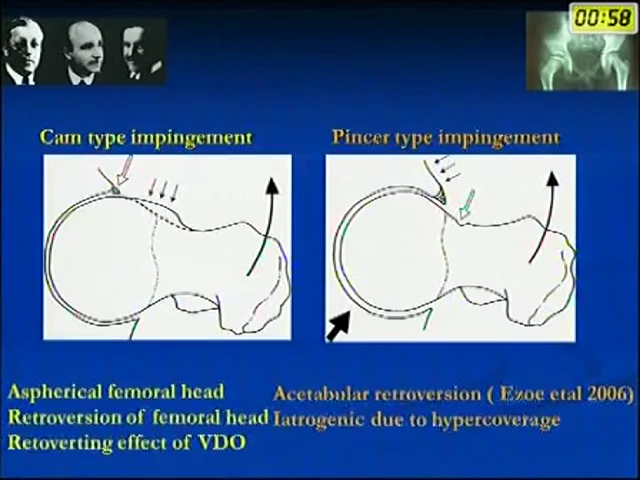 00:58
Cam type impingement
Pincer type impingement
Aspherical femoral head
Retroversion of femoral head
Retoverting effect of VDO
Acetabular retroversion ( Ezoe etal 2006)
Iatrogenic due to hypercoverage